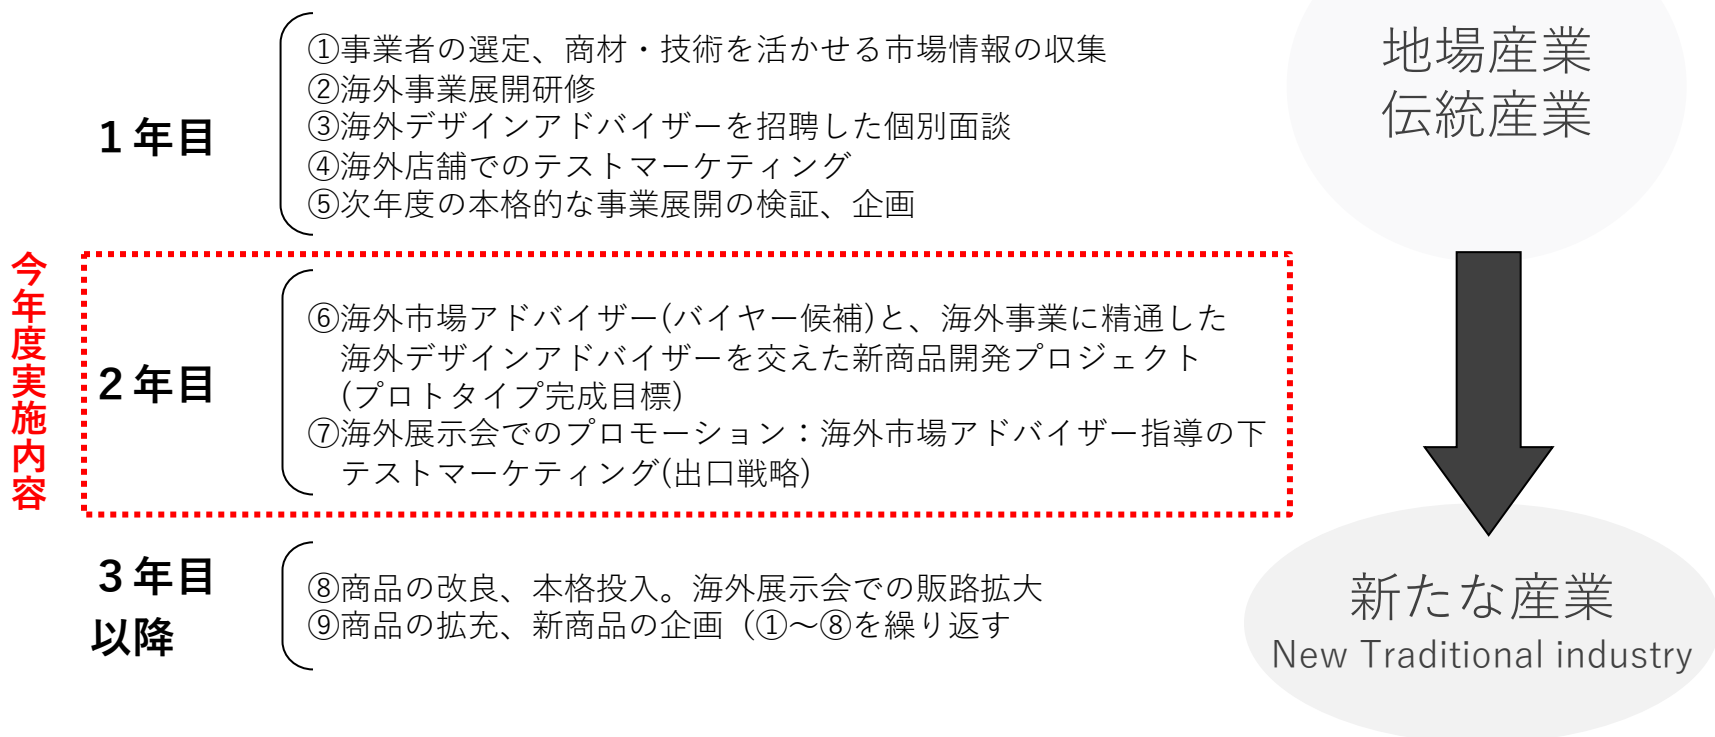 1年目
①事業者の選定、商材・技術を活かせる市場情報の収集
②海外事業展開研修
③海外デザインアドバイザーを招聘した個別面談
④海外店舗でのテストマーケティング
⑤次年度の本格的な事業展開の検証、企画
今年度実施内容
2年目
⑥海外市場アドバイザー(バイヤー候補)と、海外事業に精通した
海外デザインアドバイザーを交えた新商品開発プロジェクト
(プロトタイプ完成目標)
⑦海外展示会でのプロモーション：海外市場アドバイザー指導の下
テストマーケティング(出口戦略)
3年目
以降
⑧商品の改良、本格投入。海外展示会での販路拡大
⑨商品の拡充、新商品の企画（①～⑧を繰り返す
地場産業
伝統産業
新たな産業
New Traditional industry